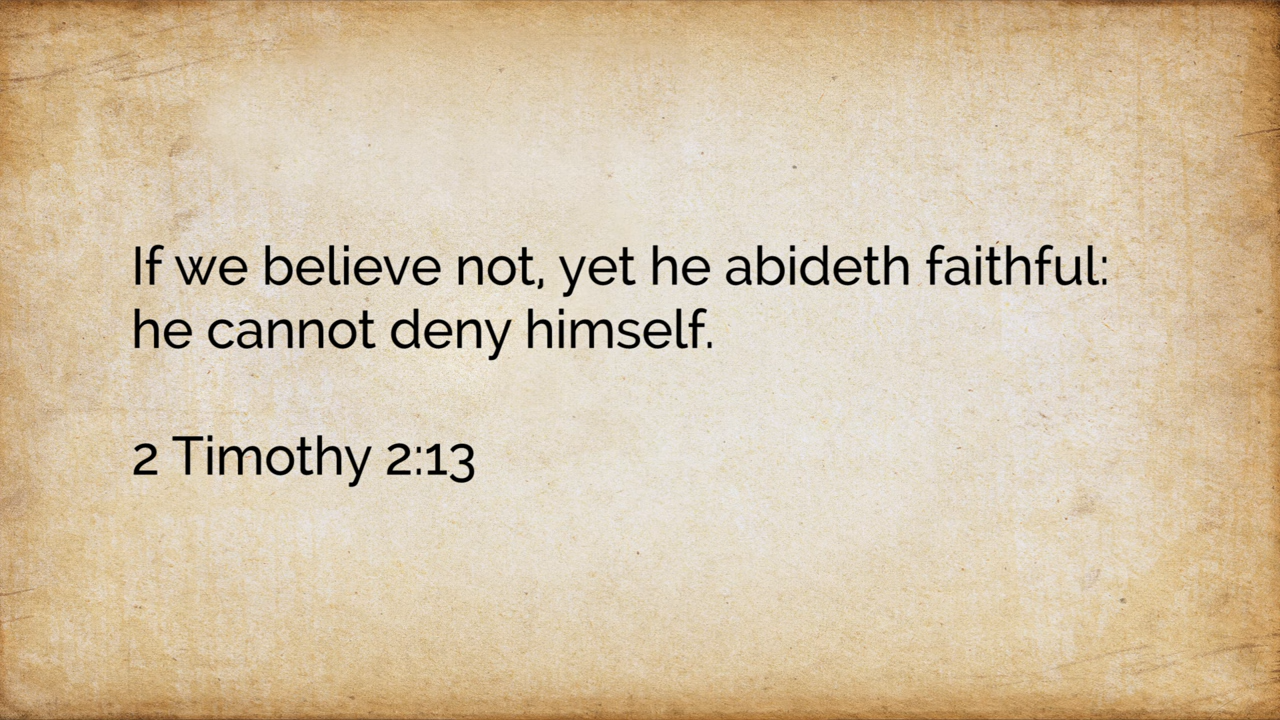 If we believe not, yet he abideth faithful:
he cannot deny himself.
2 Timothy 2:13